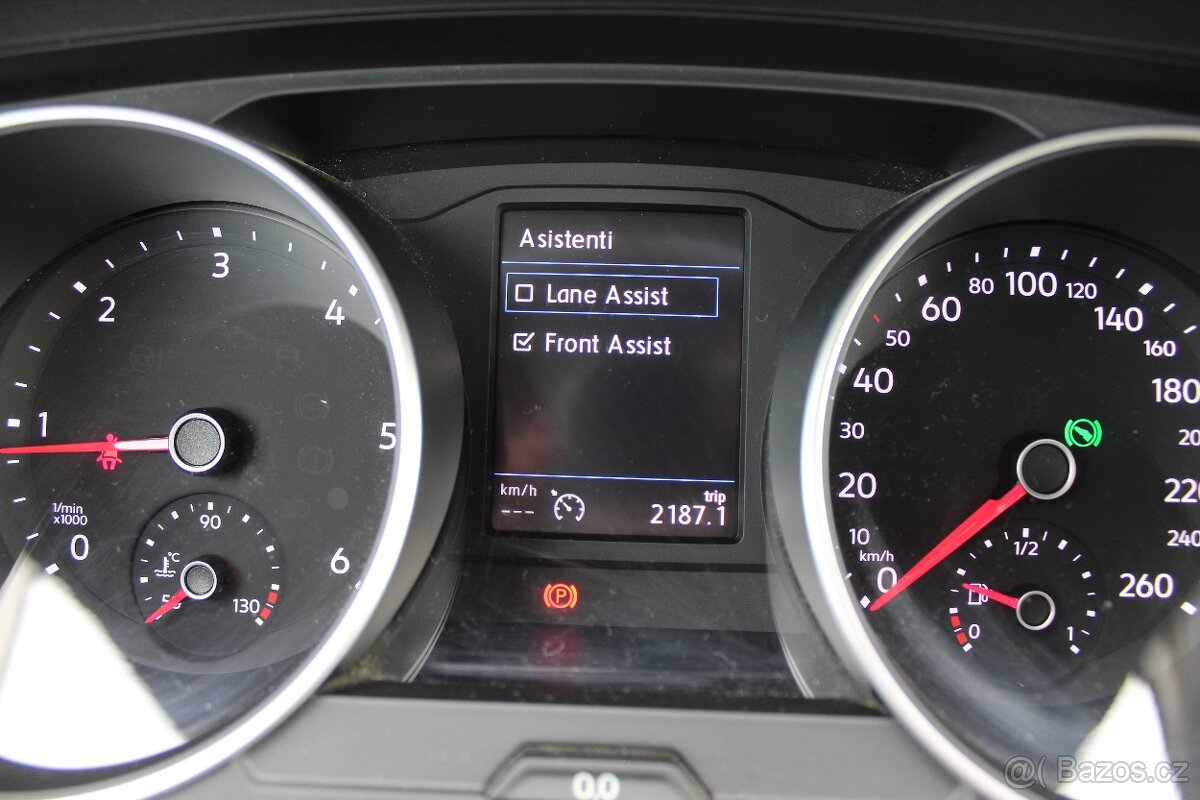 Asistenti
Lane Assist
Front Assist
km/h
---
trip
2187.1
0 1 2 3 4 5 6
1/min
x1000
90
°C
50 130
P
0 10 20 30 40 50 60 80 100 120 140 160 180
220 240 260
km/h
1/2
0 1
0.0
@( Bazos.cz